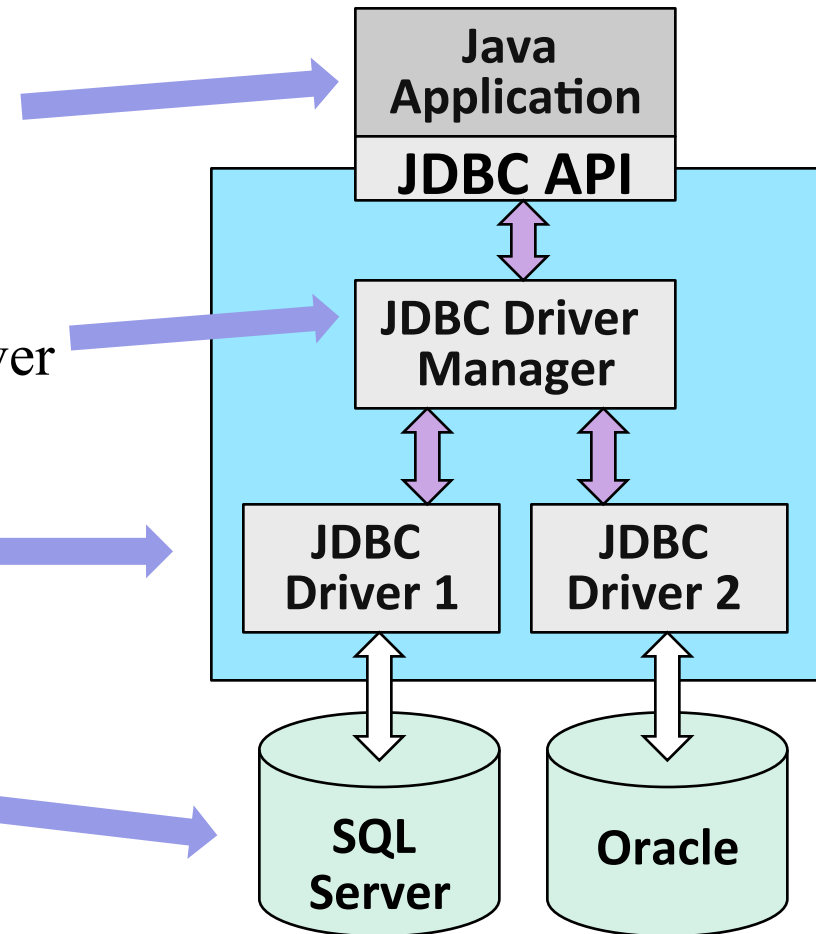 Java
Application
JDBC API
JDBC Driver
Manager
ver
JDBC
Driver 1
JDBC
Driver 2
SQL
Server
Oracle